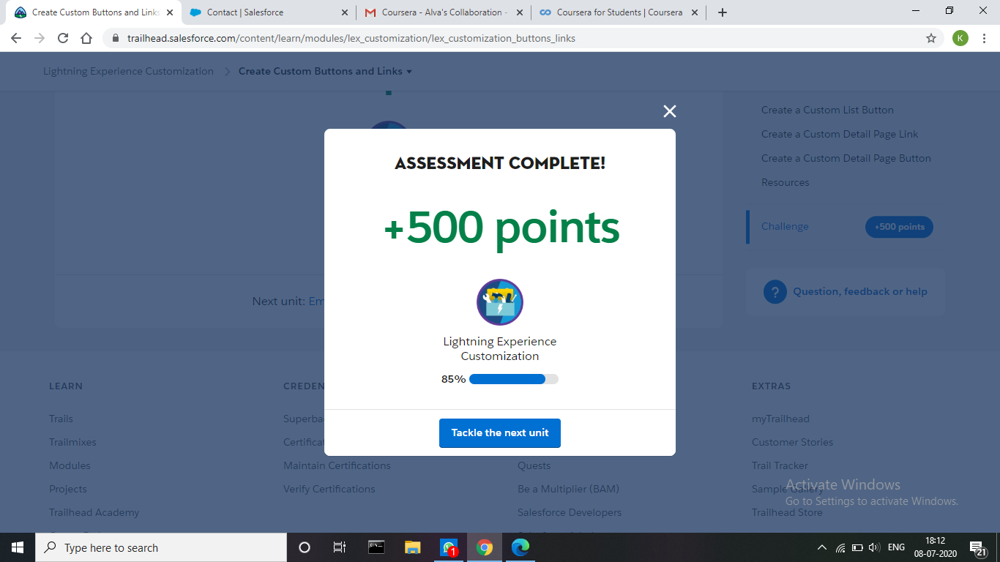 Create Custom Buttons and Links
Contact | Salesforce
Coursera - Alva's Collaboration -
Coursera for Students | Coursera
trailhead.salesforce.com/content/learn/modules/lex_customization/lex_customization_buttons_links
K
Lightning Experience Customization
Create Custom Buttons and Links
Create a Custom List Button
Create a Custom Detail Page Link
Create a Custom Detail Page Button
Resources
Challenge
+500 points
Question, feedback or help
ASSESSMENT COMPLETE!
+500 points
Lightning Experience
Customization
85%
Tackle the next unit
Next unit: Em
LEARN
Trails
Trailmixes
Modules
Projects
Trailhead Academy
CREDEN
Superba
Certificat
Maintain Certifications
Verify Certifications
Quests
Be a Multiplier (BAM)
Salesforce Developers
EXTRAS
myTrailhead
Customer Stories
Trail Tracker
Sample Gallery
Trailhead Store
Activate Windows
Go to Settings to activate Windows.
Type here to search
1
ENG
18:12
08-07-2020
21